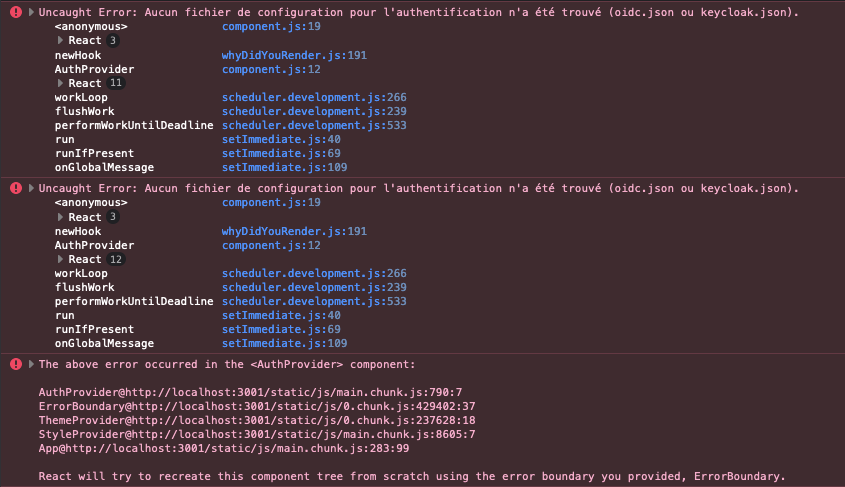 Uncaught Error: Aucun fichier de configuration pour l'authentification n'a été trouvé (oidc.json ou keycloak.json).
<anonymous> component.js:19
React 3
newHook whyDidYouRender.js:191
AuthProvider component.js:12
React 11
workLoop scheduler.development.js:266
flushWork scheduler.development.js:239
performWorkUntilDeadline scheduler.development.js:533
run setImmediate.js:40
runIfPresent setImmediate.js:69
onGlobalMessage setImmediate.js:109
Uncaught Error: Aucun fichier de configuration pour l'authentification n'a été trouvé (oidc.json ou keycloak.json).
<anonymous> component.js:19
React 3
newHook whyDidYouRender.js:191
AuthProvider component.js:12
React 12
workLoop scheduler.development.js:266
flushWork scheduler.development.js:239
performWorkUntilDeadline scheduler.development.js:533
run setImmediate.js:40
runIfPresent setImmediate.js:69
onGlobalMessage setImmediate.js:109
The above error occurred in the <AuthProvider> component:
AuthProvider@http://localhost:3001/static/js/main.chunk.js:790:7
ErrorBoundary@http://localhost:3001/static/js/0.chunk.js:429402:37
ThemeProvider@http://localhost:3001/static/js/0.chunk.js:237628:18
StyleProvider@http://localhost:3001/static/js/main.chunk.js:8605:7
App@http://localhost:3001/static/js/main.chunk.js:283:99
React will try to recreate this component tree from scratch using the error boundary you provided, ErrorBoundary.